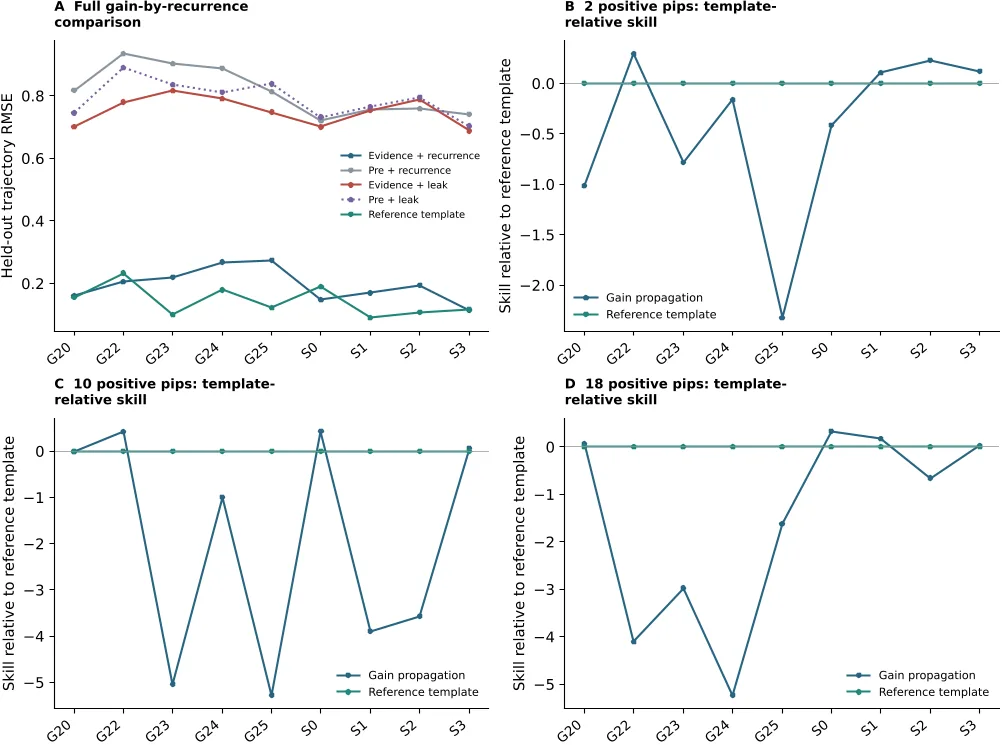 A  Full gain-by-recurrence
comparison
Held-out trajectory RMSE
0.8
0.6
0.4
0.2
Evidence + recurrence
Pre + recurrence
Evidence + leak
Pre + leak
Reference template
G20
G22
G23
G24
G25
S0
S1
S2
S3
B  2 positive pips: template-
relative skill
Skill relative to reference template
0.0
−0.5
−1.0
−1.5
−2.0
Gain propagation
Reference template
G20
G22
G23
G24
G25
S0
S1
S2
S3
C  10 positive pips: template-
relative skill
Skill relative to reference template
0
−1
−2
−3
−4
−5
Gain propagation
Reference template
G20
G22
G23
G24
G25
S0
S1
S2
S3
D  18 positive pips: template-
relative skill
Skill relative to reference template
0
−1
−2
−3
−4
−5
Gain propagation
Reference template
G20
G22
G23
G24
G25
S0
S1
S2
S3